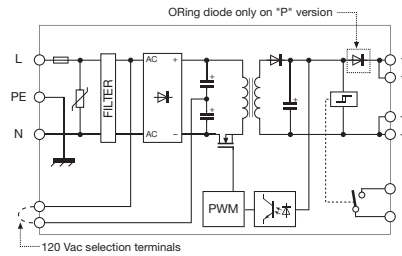 ORing diode only on "P" version
L
PE
N
FILTER
AC
+
AC
−
+
+
PWM
120 Vac selection terminals